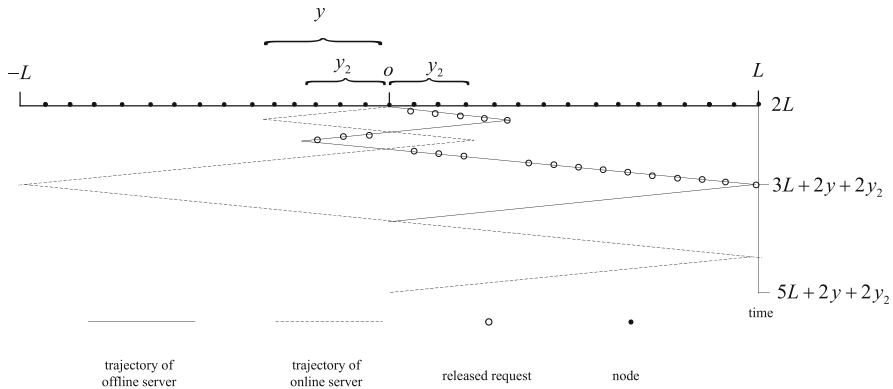 y
y₂ y₂
−L o L
2L
3L + 2y + 2y₂
5L + 2y + 2y₂
time
trajectory of
offline server
trajectory of
online server
released request
node